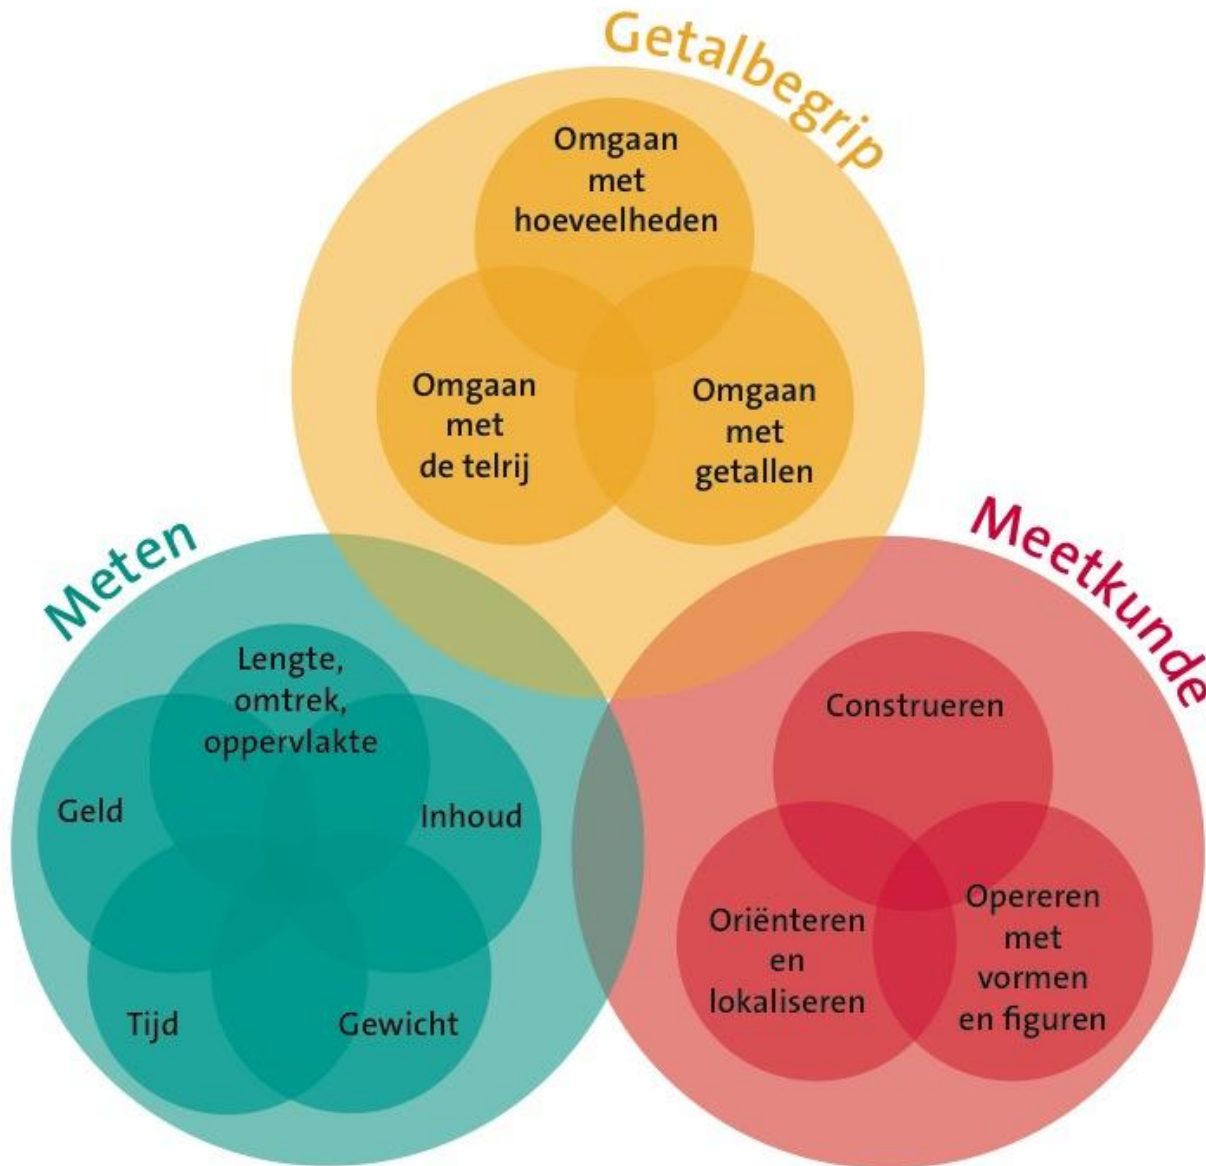 Getalbegrip
Omgaan
met
hoeveelheden
Omgaan
met
de telrij
Omgaan
met
getallen
Meten
Lengte,
omtrek,
oppervlakte
Geld
Inhoud
Tijd
Gewicht
Meetkunde
Construeren
Oriënteren
en
lokaliseren
Opereren
met
vormen
en figuren